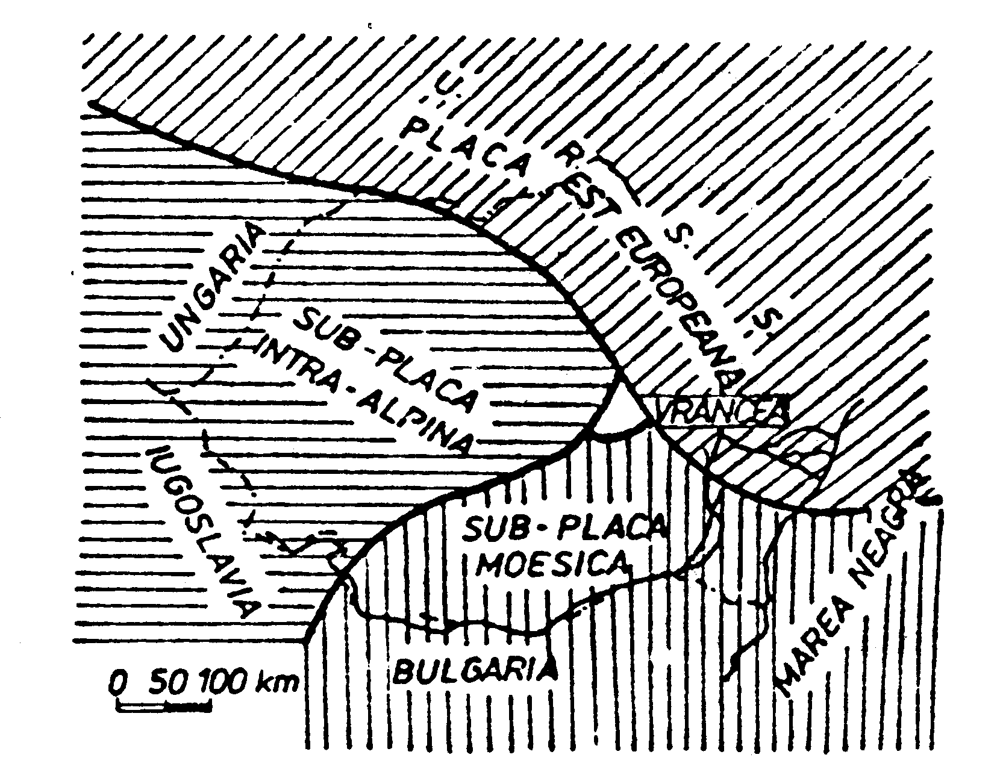 U. R. S. S.
PLACA EST EUROPEANA
UNGARIA
SUB-PLACA
INTRA-ALPINA
VRANCEA
IUGOSLAVIA
SUB-PLACA
MOESICA
MAREA NEAGRA
BULGARIA
0 50 100 km